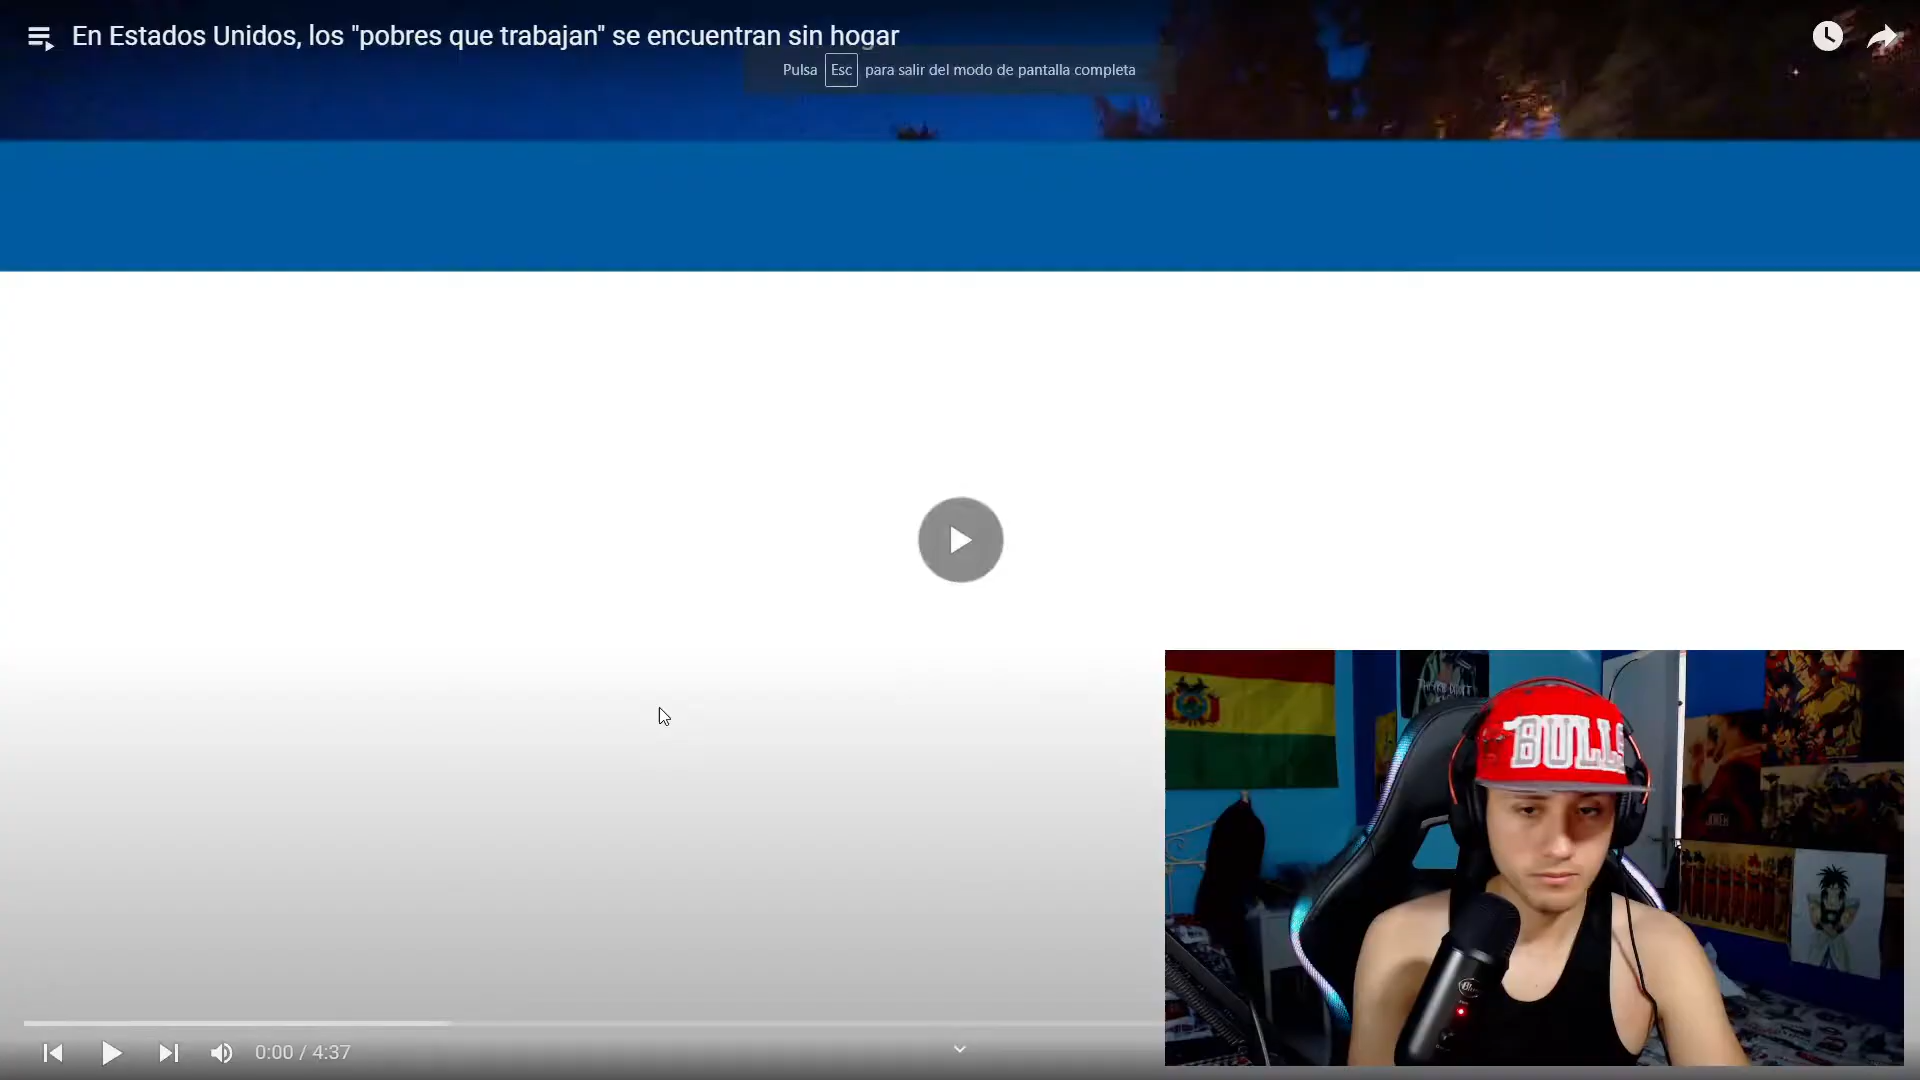 En Estados Unidos, los "pobres que trabajan" se encuentran sin hogar
Pulsa Esc para salir del modo de pantalla completa
BULLS
0:00 / 4:37